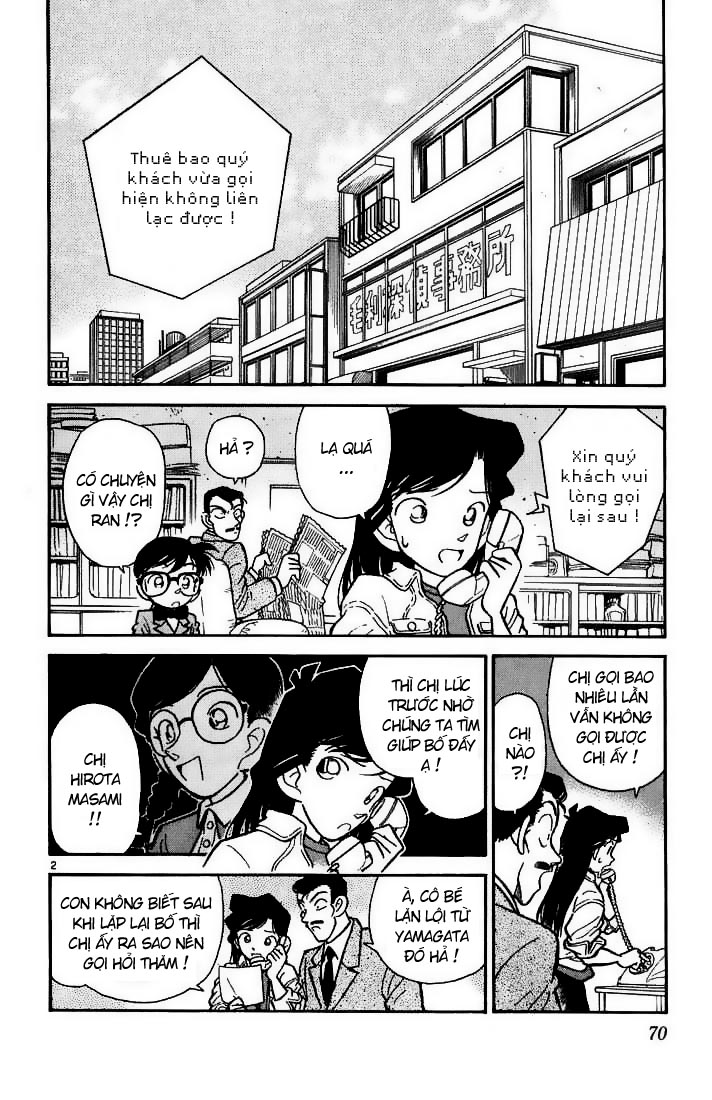 Thuê bao quý
khách vừa gọi
hiện không liên
lạc được !
毛利探偵事務所
CÓ CHUYỆN
GÌ VẬY CHỊ
RAN !?
HẢ ?
LẠ QUÁ
...
Xin quý
khách vui
lòng gọi
lại sau !
CHỊ
HIROTA
MASAMI
!!
THÌ CHỊ LÚC
TRƯỚC NHỜ
CHÚNG TA TÌM
GIÚP BỐ ĐẤY
Ạ !
CHỊ
NÀO
?!
CHỊ GỌI BAO
NHIÊU LẦN
VẪN KHÔNG
GỌI ĐƯỢC
CHỊ ẤY !
2
CON KHÔNG BIẾT SAU
KHI LẶP LẠI BỐ THÌ
CHỊ ẤY RA SAO NÊN
GỌI HỎI THĂM !
À, CÔ BÉ
LẶN LỘI TỪ
YAMAGATA
ĐÓ HẢ !
70